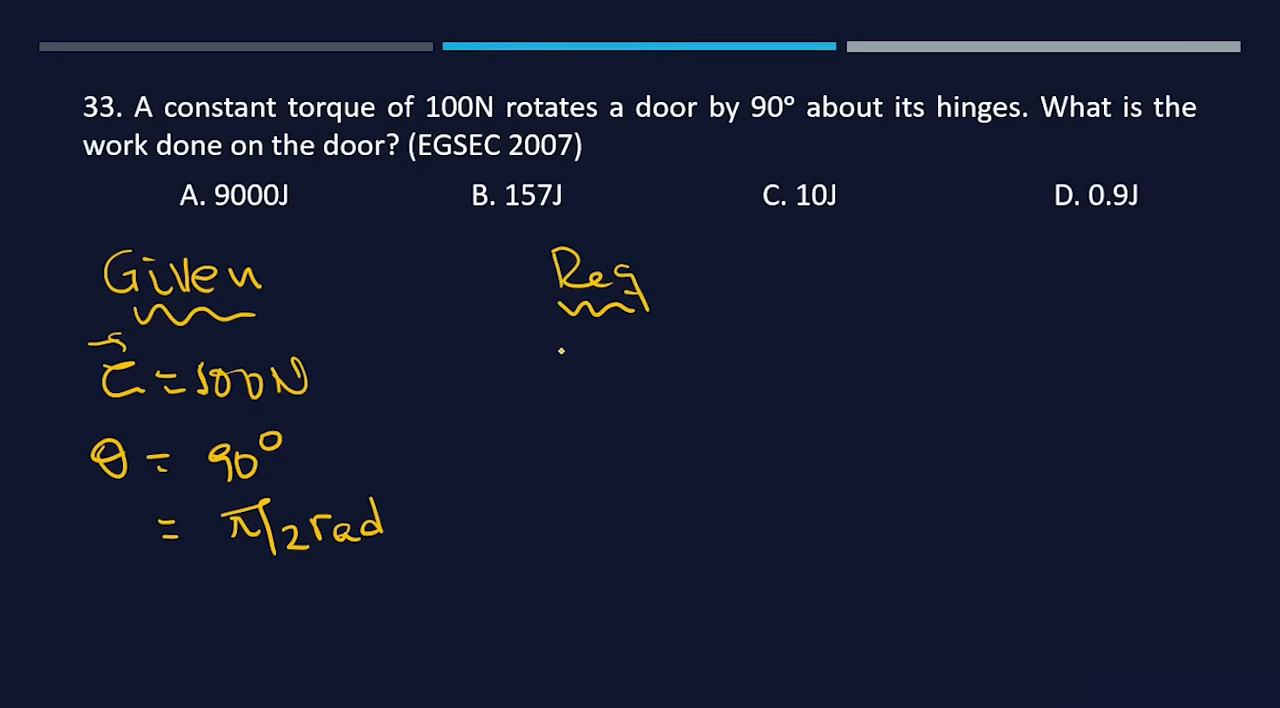 33. A constant torque of 100N rotates a door by 90° about its hinges. What is the
work done on the door? (EGSEC 2007)
A. 9000J B. 157J C. 10J D. 0.9J
Given Req
τ = 100N
θ = 90°
= π/2 rad